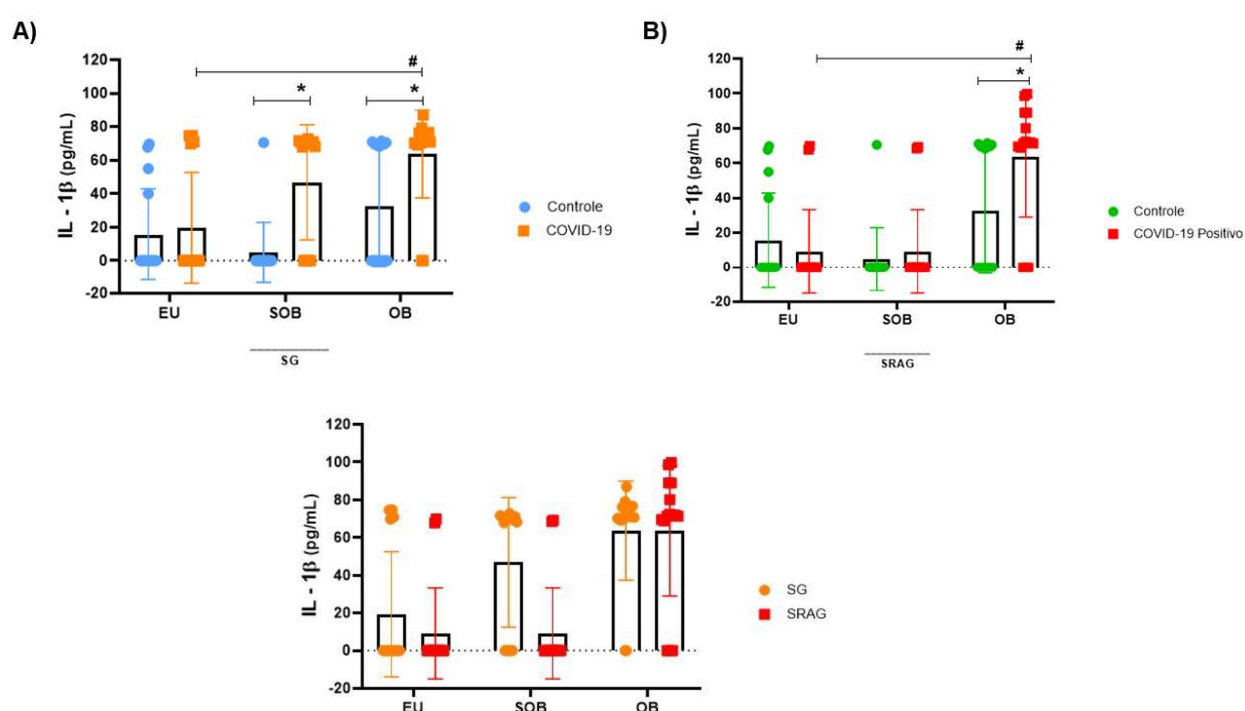 A)
IL - 1β (pg/mL)
120
100
80
60
40
20
0
-20
#
*
*
EU
SOB
OB
SG
Controle
COVID-19
B)
IL - 1β (pg/mL)
120
100
80
60
40
20
0
-20
#
*
EU
SOB
OB
SRAG
Controle
COVID-19 Positivo
IL - 1β (pg/mL)
120
100
80
60
40
20
0
-20
EU
SOB
OB
SG
SRAG